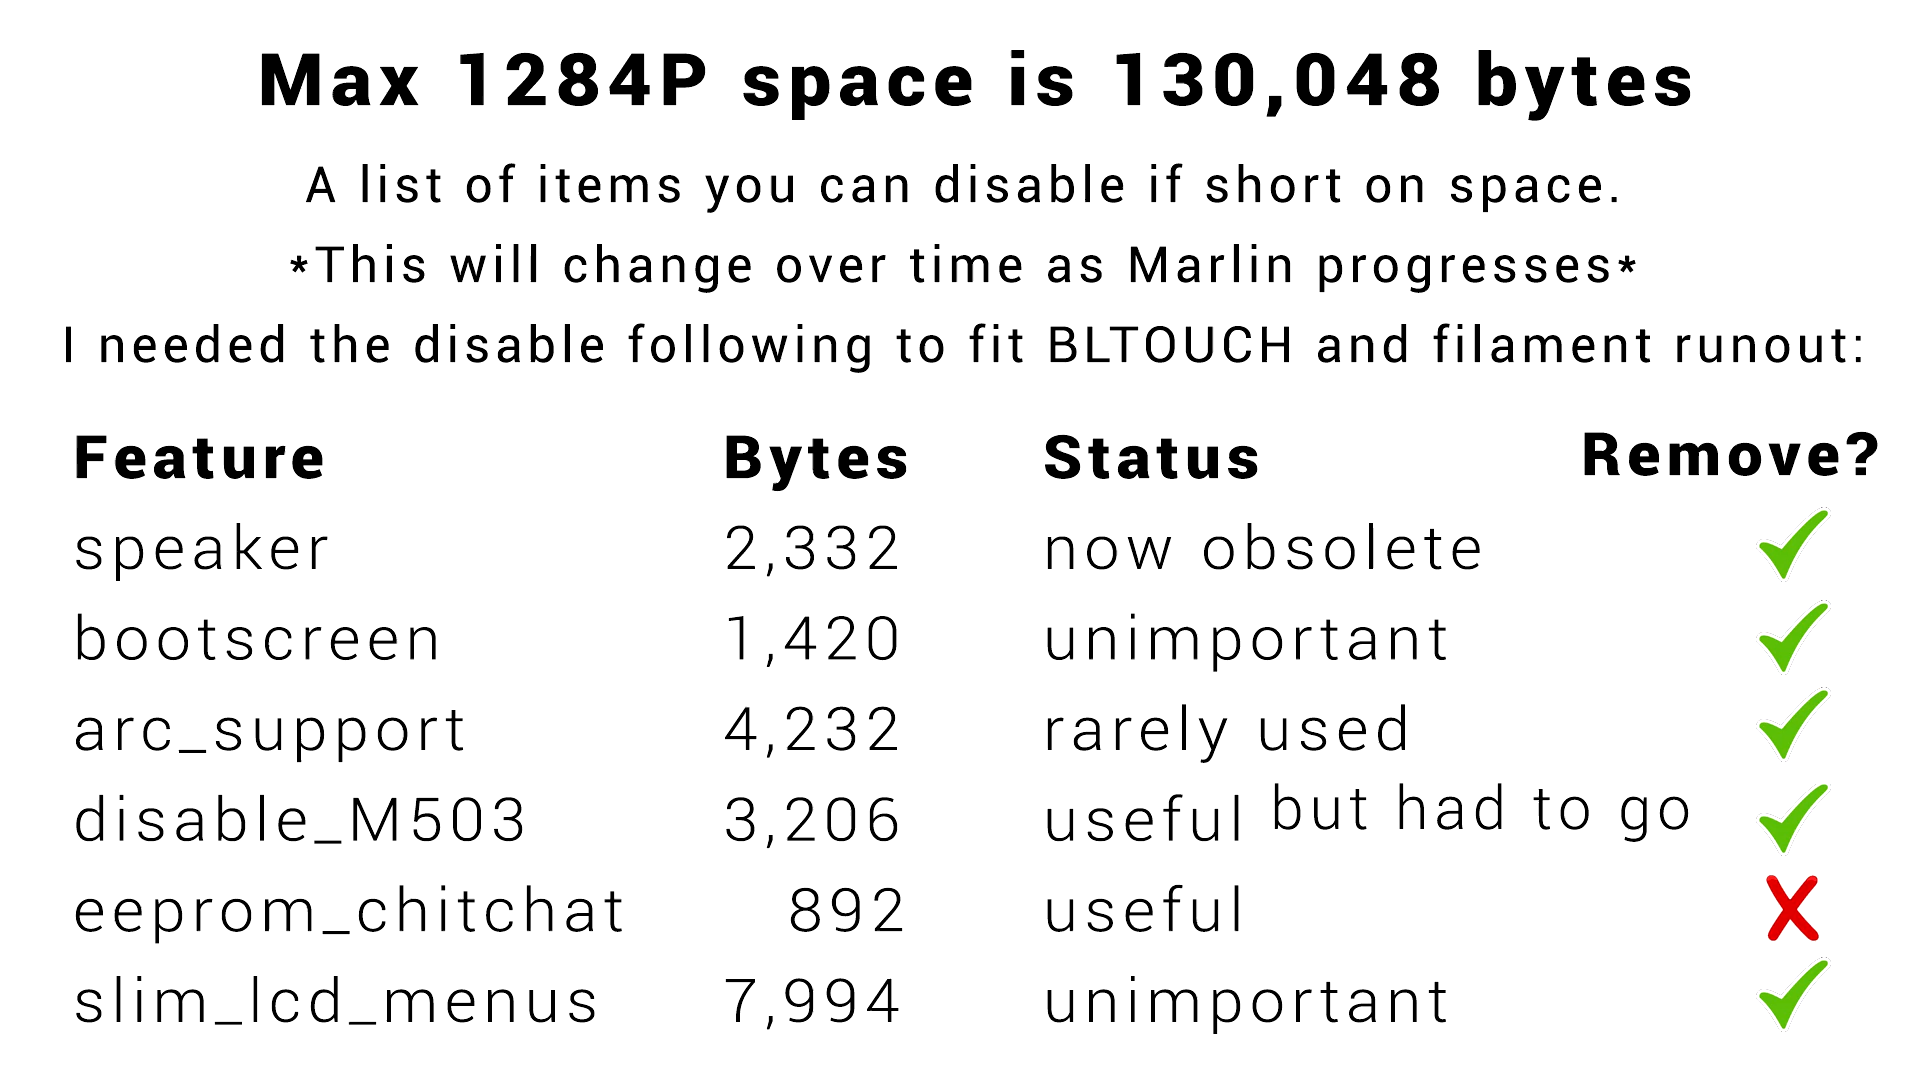 Max 1284P space is 130,048 bytes
A list of items you can disable if short on space.
*This will change over time as Marlin progresses*
I needed the disable following to fit BLTOUCH and filament runout:
Feature Bytes Status Remove?
speaker 2,332 now obsolete
bootscreen 1,420 unimportant
arc_support 4,232 rarely used
disable_M503 3,206 useful but had to go
eeprom_chitchat 892 useful
slim_lcd_menus 7,994 unimportant